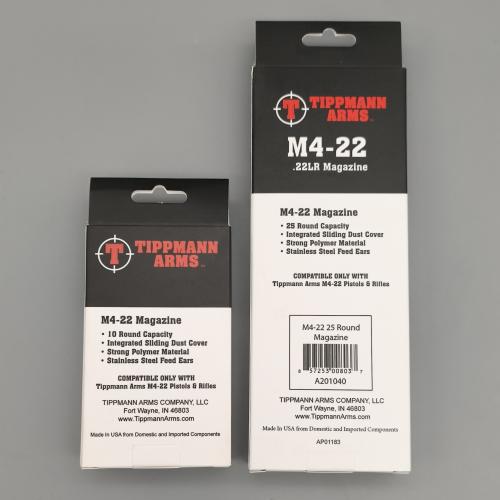 T
TIPPMANN
ARMS
M4-22 Magazine
• 10 Round Capacity
• Integrated Sliding Dust Cover
• Strong Polymer Material
• Stainless Steel Feed Ears
COMPATIBLE ONLY WITH
Tippmann Arms M4-22 Pistols & Rifles
TIPPMANN ARMS COMPANY, LLC
Fort Wayne, IN 46803
www.TippmannArms.com
Made In USA from Domestic and Imported Components
T
TIPPMANN
ARMS
M4-22
.22LR Magazine
M4-22 Magazine
• 25 Round Capacity
• Integrated Sliding Dust Cover
• Strong Polymer Material
• Stainless Steel Feed Ears
COMPATIBLE ONLY WITH
Tippmann Arms M4-22 Pistols & Rifles
M4-22 25 Round
Magazine
8 57253 00803 7
A201040
TIPPMANN ARMS COMPANY, LLC
Fort Wayne, IN 46803
www.TippmannArms.com
Made In USA from Domestic and Imported Components
AP01183